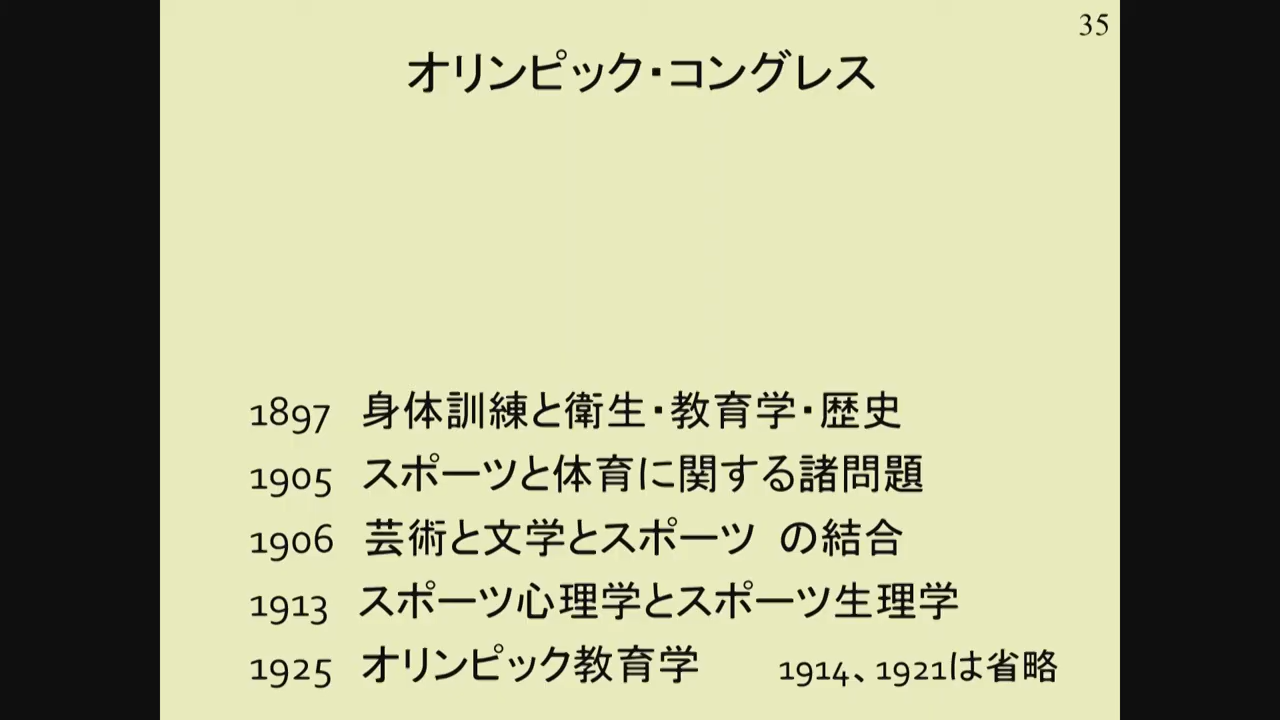 35
オリンピック・コングレス
1897 身体訓練と衛生・教育学・歴史
1905 スポーツと体育に関する諸問題
1906 芸術と文学とスポーツ の結合
1913 スポーツ心理学とスポーツ生理学
1925 オリンピック教育学 1914、1921は省略